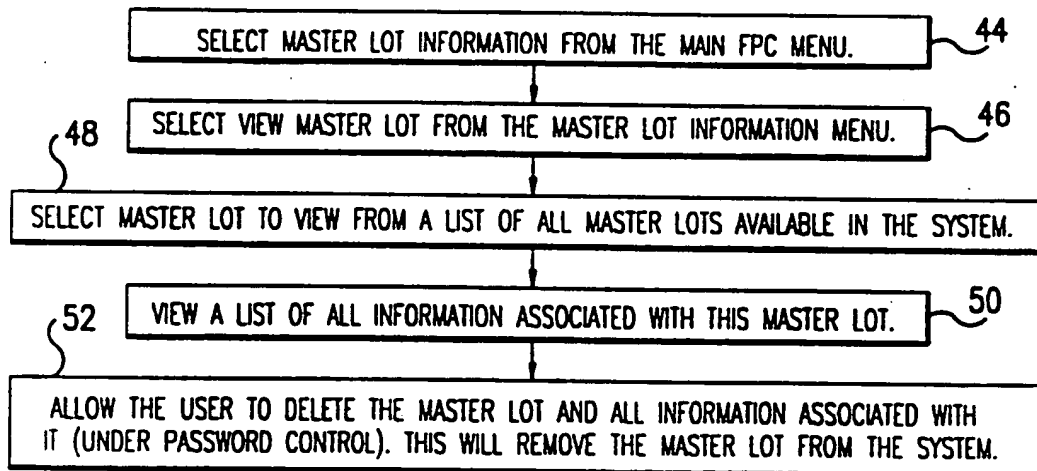 SELECT MASTER LOT INFORMATION FROM THE MAIN FPC MENU.
44
SELECT VIEW MASTER LOT FROM THE MASTER LOT INFORMATION MENU.
46
48
SELECT MASTER LOT TO VIEW FROM A LIST OF ALL MASTER LOTS AVAILABLE IN THE SYSTEM.
VIEW A LIST OF ALL INFORMATION ASSOCIATED WITH THIS MASTER LOT.
50
52
ALLOW THE USER TO DELETE THE MASTER LOT AND ALL INFORMATION ASSOCIATED WITH
IT (UNDER PASSWORD CONTROL). THIS WILL REMOVE THE MASTER LOT FROM THE SYSTEM.